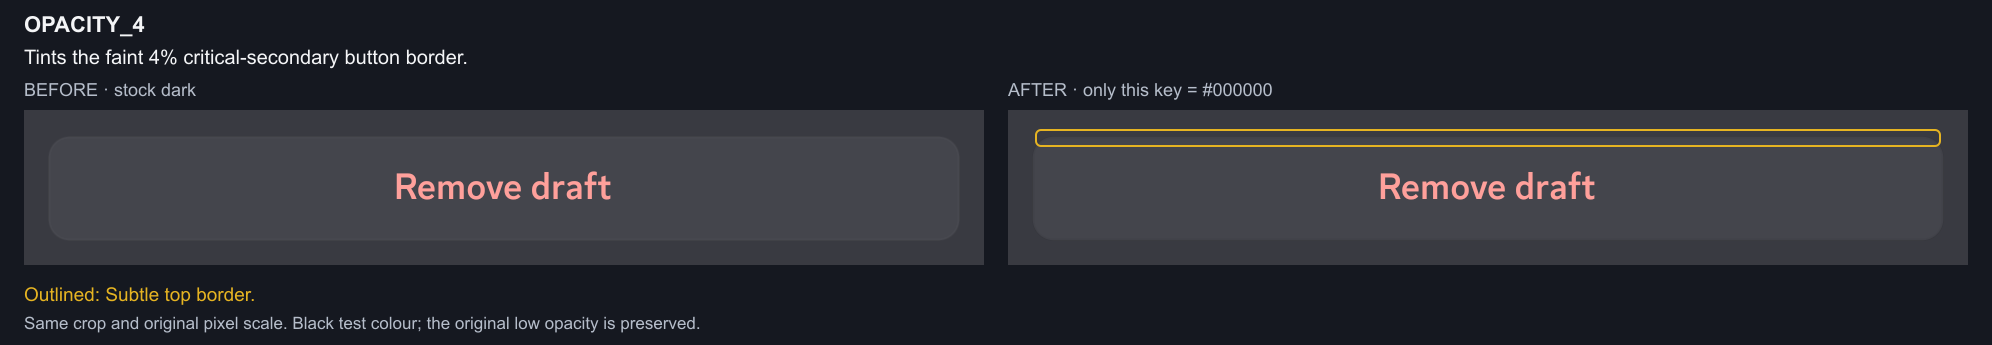 OPACITY_4
Tints the faint 4% critical-secondary button border.
BEFORE · stock dark
AFTER · only this key = #000000
Remove draft
Remove draft
Outlined: Subtle top border.
Same crop and original pixel scale. Black test colour; the original low opacity is preserved.